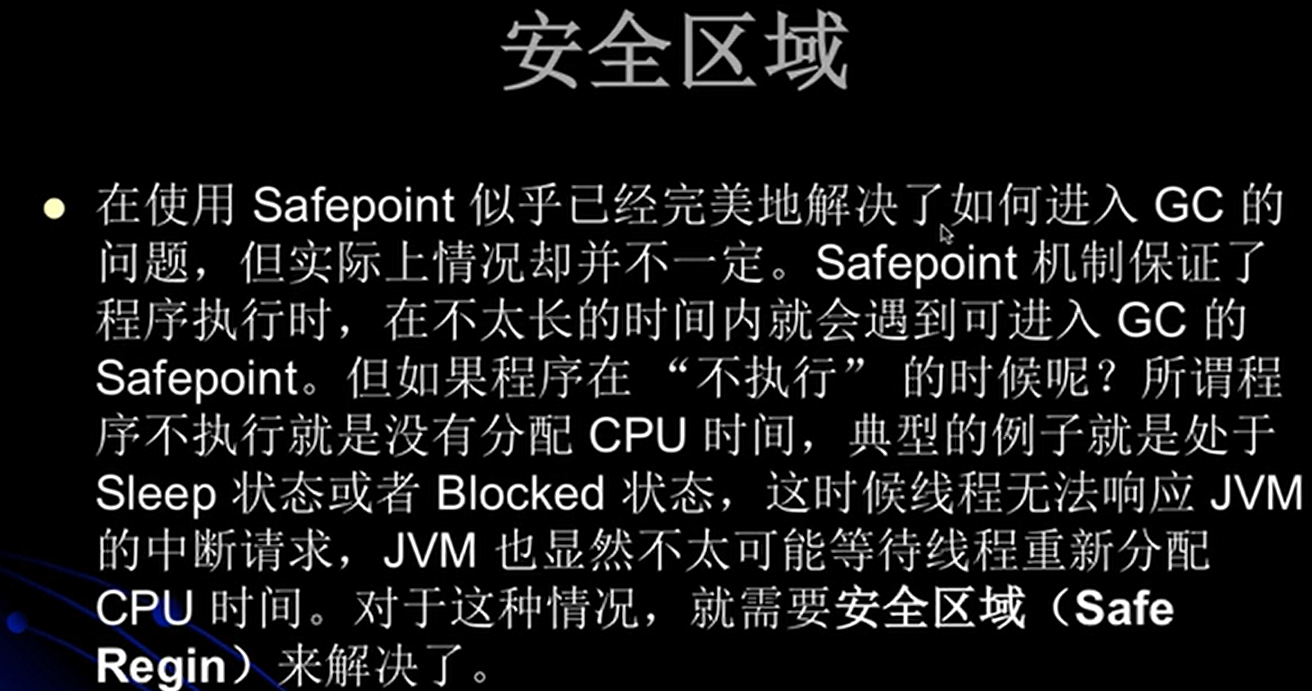 安全区域
在使用 Safepoint 似乎已经完美地解决了如何进入 GC 的
问题，但实际上情况却并不一定。Safepoint 机制保证了
程序执行时，在不太长的时间内就会遇到可进入 GC 的
Safepoint。但如果程序在 “不执行” 的时候呢？所谓程
序不执行就是没有分配 CPU 时间，典型的例子就是处于
Sleep 状态或者 Blocked 状态，这时候线程无法响应 JVM
的中断请求，JVM 也显然不太可能等待线程重新分配
CPU 时间。对于这种情况，就需要安全区域（Safe
Regin）来解决了。